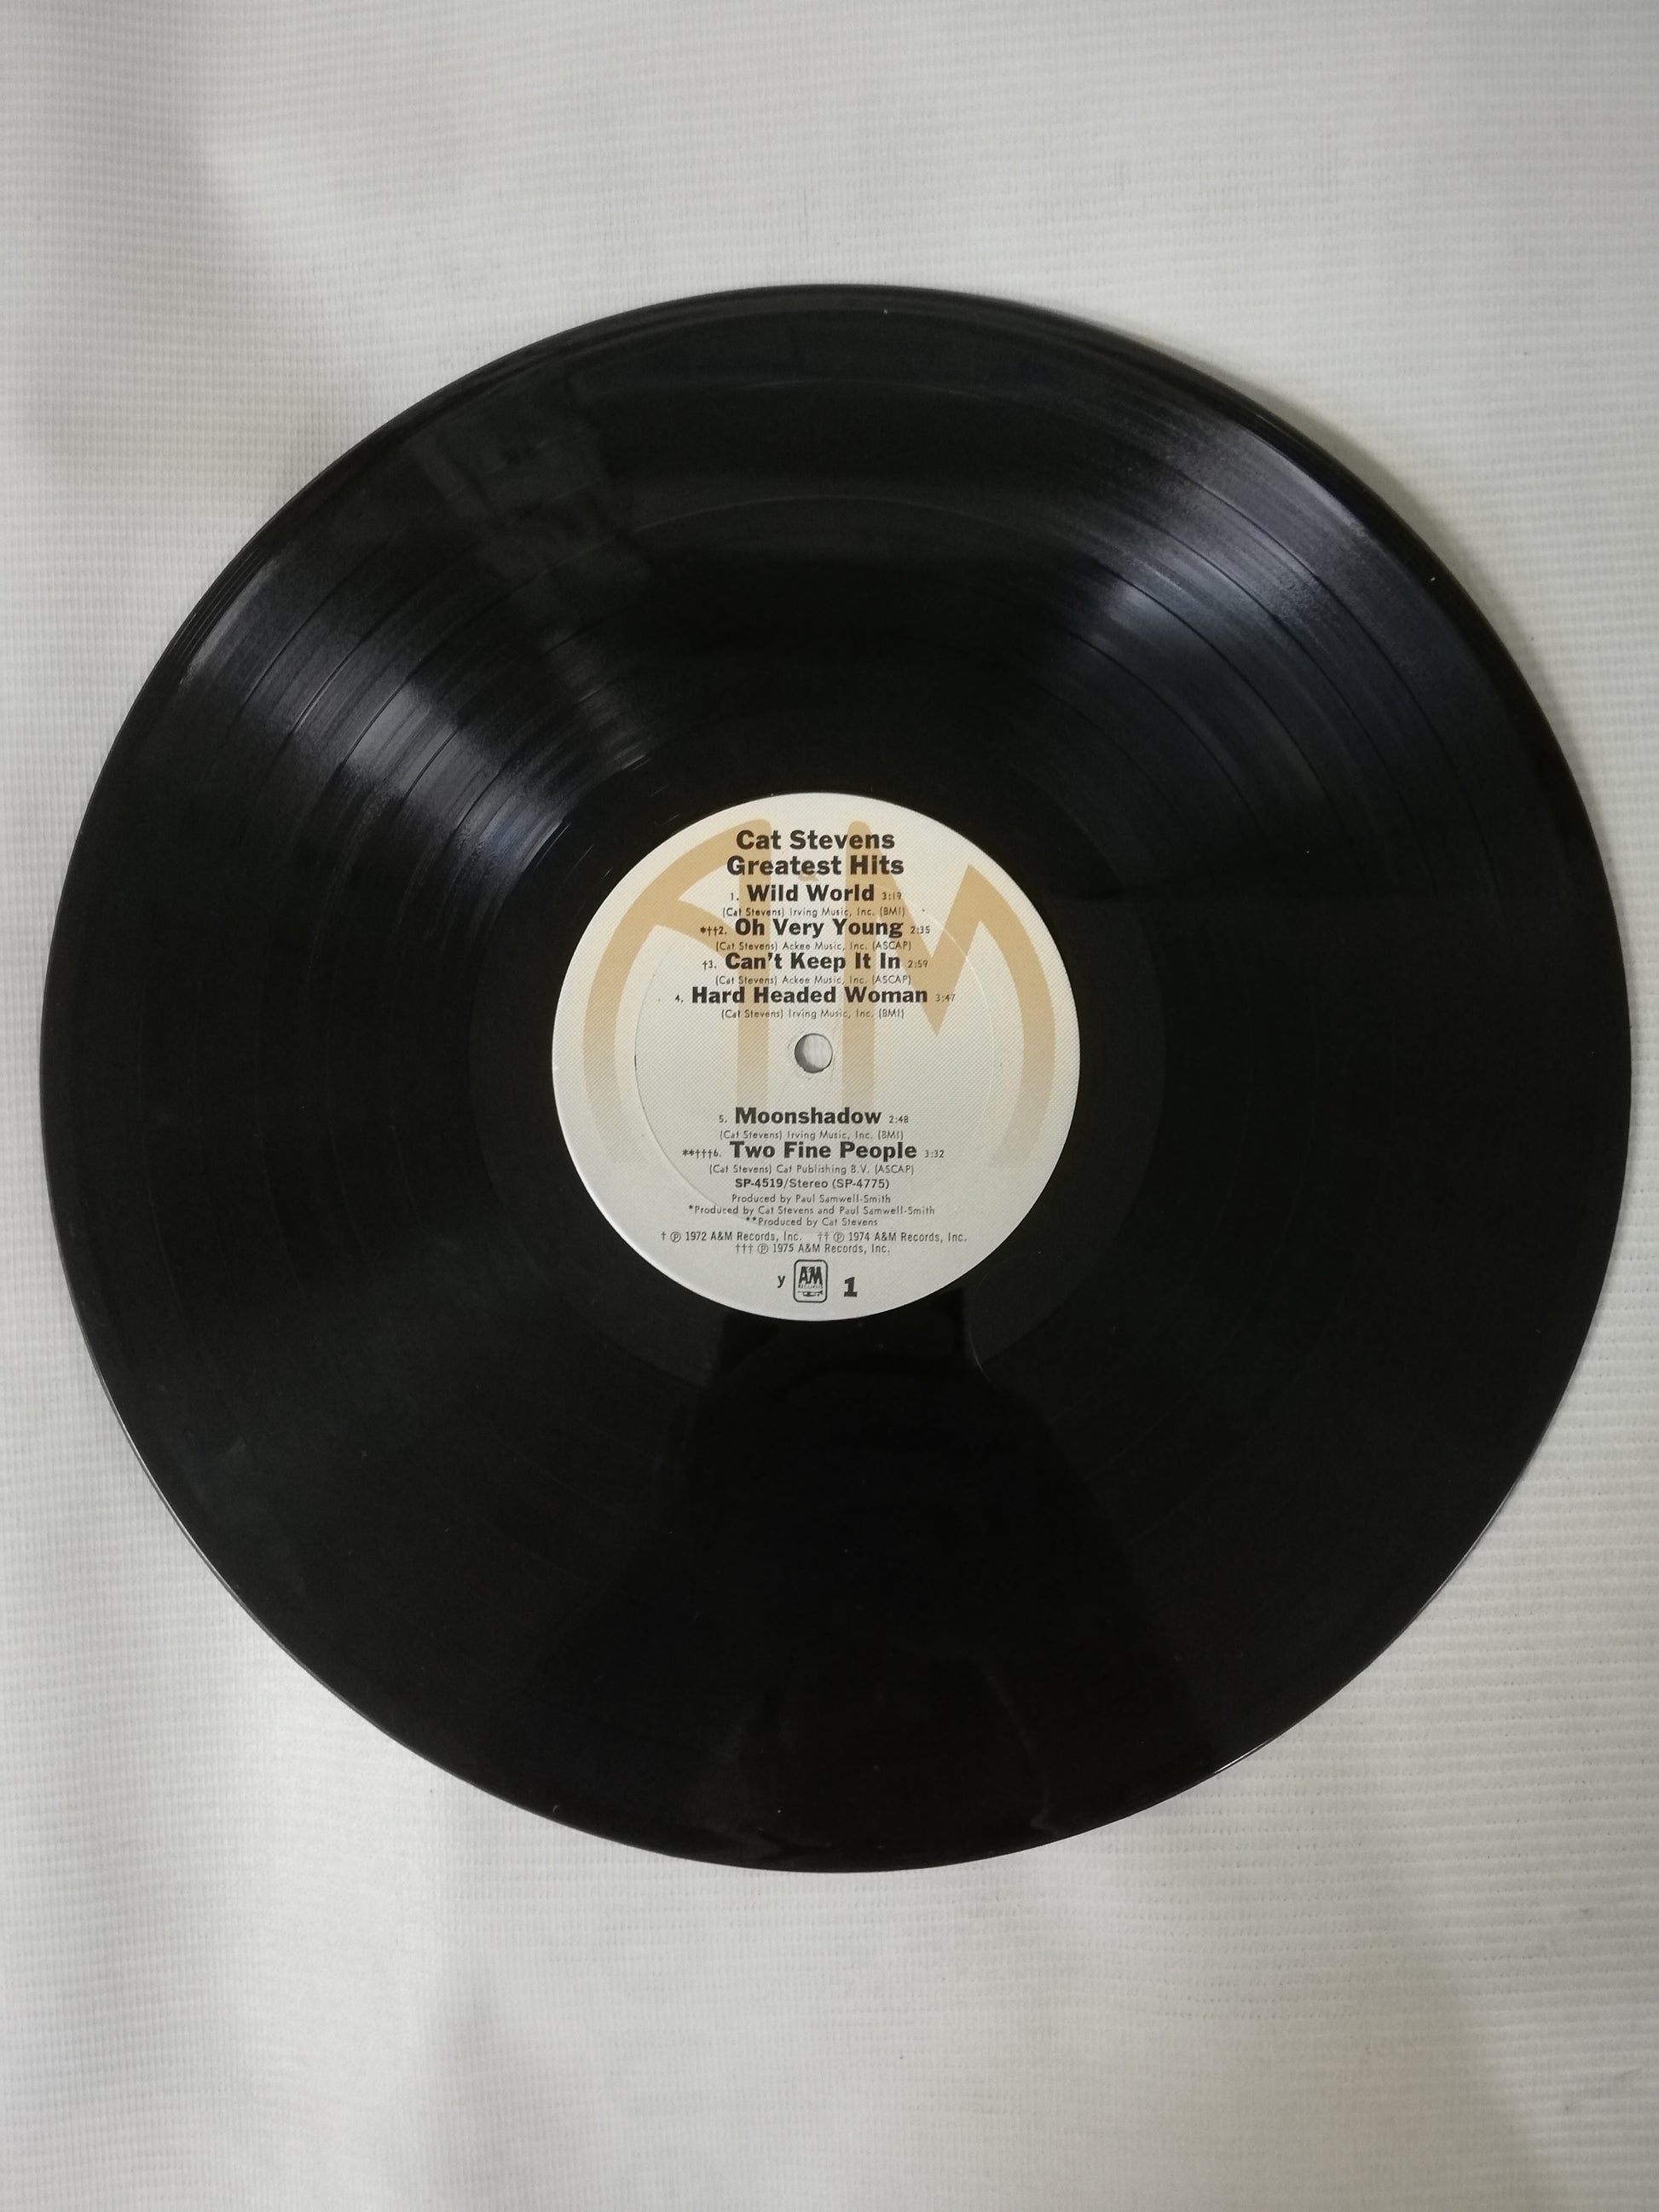 Cat Stevens
Greatest Hits
1. Wild World 3:19
(Cat Stevens) Irving Music, Inc. (BMI)
*††2. Oh Very Young 2:35
(Cat Stevens) Ackee Music, Inc. (ASCAP)
†3. Can't Keep It In 2:59
(Cat Stevens) Ackee Music, Inc. (ASCAP)
4. Hard Headed Woman 3:47
(Cat Stevens) Irving Music, Inc. (BMI)
5. Moonshadow 2:48
(Cat Stevens) Irving Music, Inc. (BMI)
**†††6. Two Fine People 3:32
(Cat Stevens) Cat Publishing B.V. (ASCAP)
SP-4519/Stereo (SP-4775)
Produced by Paul Samwell-Smith
*Produced by Cat Stevens and Paul Samwell-Smith
**Produced by Cat Stevens
† ℗ 1972 A&M Records, Inc. †† ℗ 1974 A&M Records, Inc.
††† ℗ 1975 A&M Records, Inc.
y A&M RECORDS 1